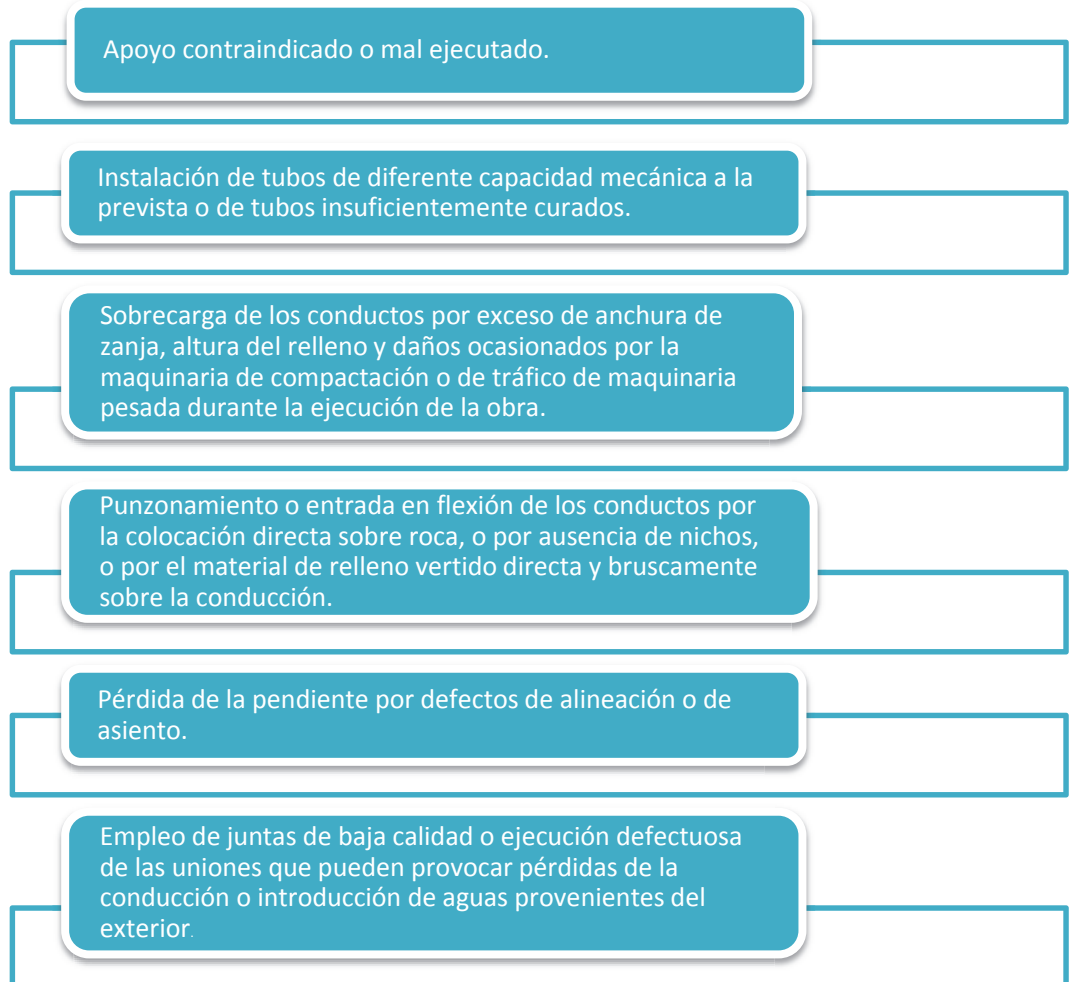 Apoyo contraindicado o mal ejecutado.
Instalación de tubos de diferente capacidad mecánica a la
prevista o de tubos insuficientemente curados.
Sobrecarga de los conductos por exceso de anchura de
zanja, altura del relleno y daños ocasionados por la
maquinaria de compactación o de tráfico de maquinaria
pesada durante la ejecución de la obra.
Punzonamiento o entrada en flexión de los conductos por
la colocación directa sobre roca, o por ausencia de nichos,
o por el material de relleno vertido directa y bruscamente
sobre la conducción.
Pérdida de la pendiente por defectos de alineación o de
asiento.
Empleo de juntas de baja calidad o ejecución defectuosa
de las uniones que pueden provocar pérdidas de la
conducción o introducción de aguas provenientes del
exterior.